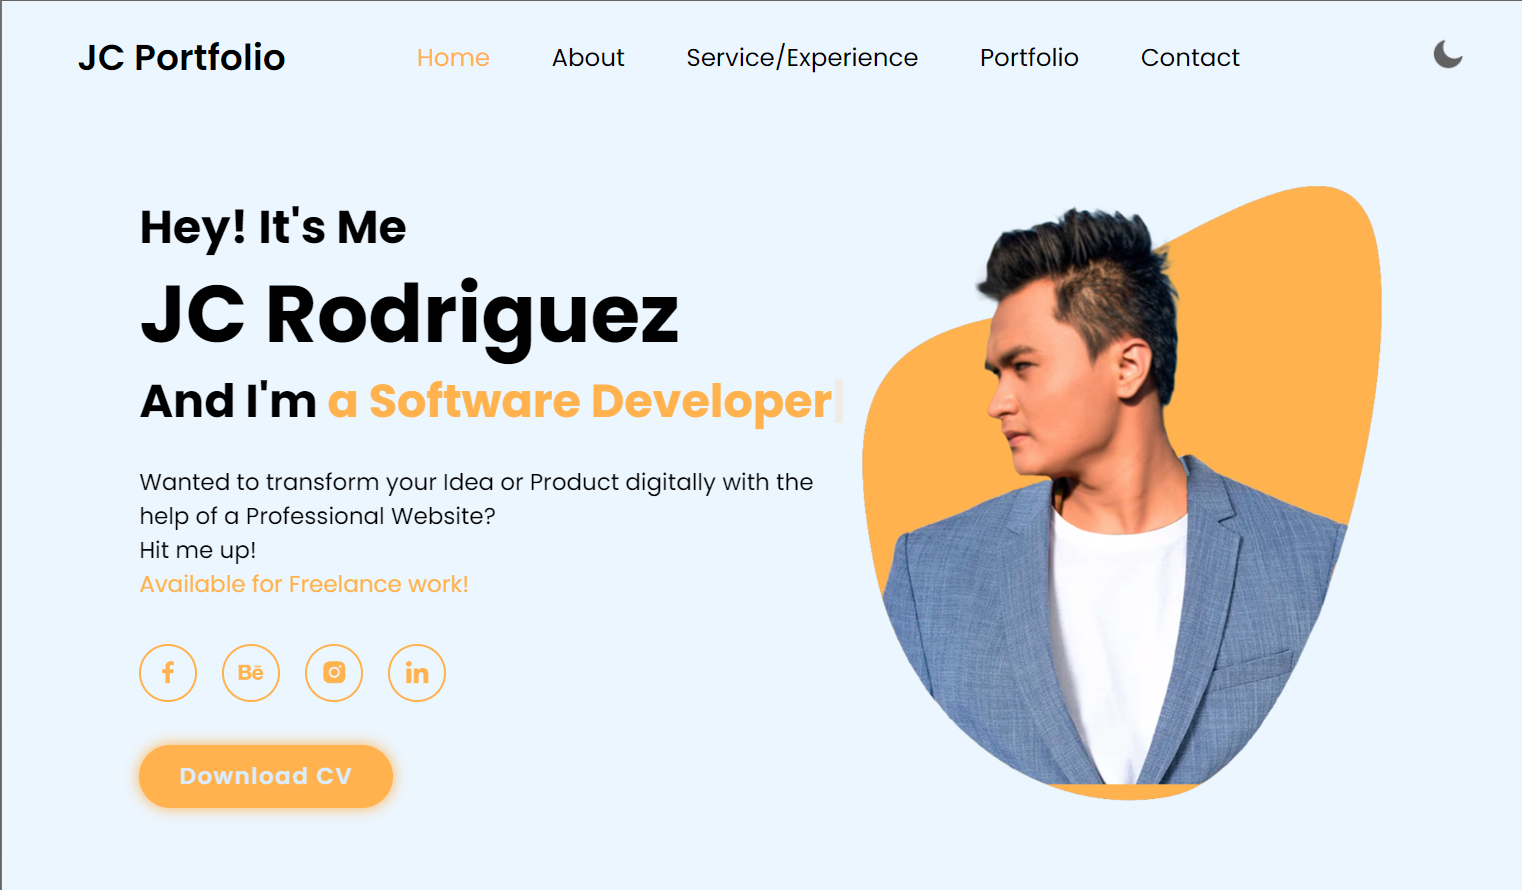 JC Portfolio
Home
About
Service/Experience
Portfolio
Contact
Hey! It's Me
JC Rodriguez
And I'm a Software Developer
Wanted to transform your Idea or Product digitally with the
help of a Professional Website?
Hit me up!
Available for Freelance work!
f
Bē
in
Download CV